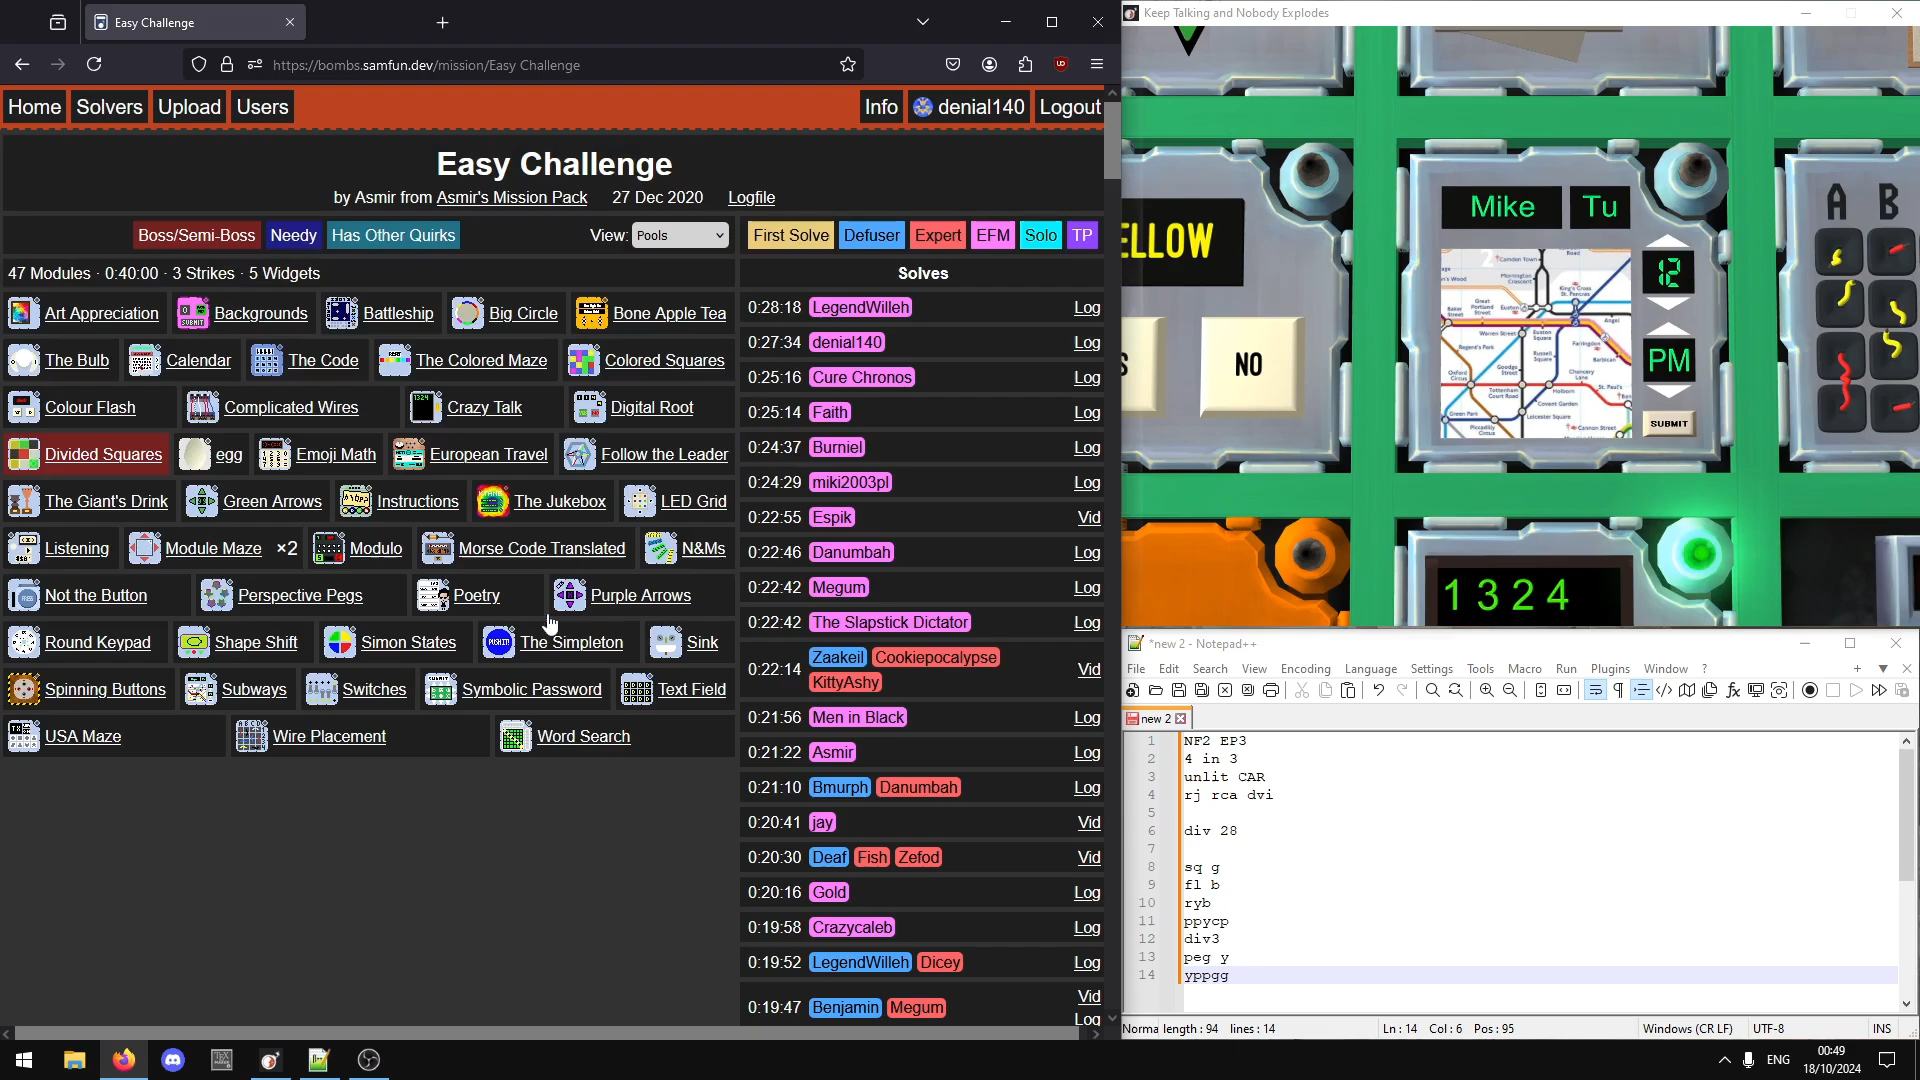 Easy Challenge
https://bombs.samfun.dev/mission/Easy Challenge
Home Solvers Upload Users
Info denial140 Logout
Easy Challenge
by Asmir from Asmir's Mission Pack 27 Dec 2020 Logfile
Boss/Semi-Boss Needy Has Other Quirks View: Pools
47 Modules · 0:40:00 · 3 Strikes · 5 Widgets
Art Appreciation Backgrounds Battleship Big Circle Bone Apple Tea
The Bulb Calendar The Code The Colored Maze Colored Squares
Colour Flash Complicated Wires Crazy Talk Digital Root
Divided Squares egg Emoji Math European Travel Follow the Leader
The Giant's Drink Green Arrows Instructions The Jukebox LED Grid
Listening Module Maze ×2 Modulo Morse Code Translated N&Ms
Not the Button Perspective Pegs Poetry Purple Arrows
Round Keypad Shape Shift Simon States The Simpleton Sink
Spinning Buttons Subways Switches Symbolic Password Text Field
USA Maze Wire Placement Word Search
First Solve Defuser Expert EFM Solo TP
Solves
0:28:18 LegendWilleh Log
0:27:34 denial140 Log
0:25:16 Cure Chronos Log
0:25:14 Faith Log
0:24:37 Burniel Log
0:24:29 miki2003pl Log
0:22:55 Espik Vid
0:22:46 Danumbah Log
0:22:42 Megum Log
0:22:42 The Slapstick Dictator Log
0:22:14 Zaakeil Cookiepocalypse KittyAshy Vid
0:21:56 Men in Black Log
0:21:22 Asmir Log
0:21:10 Bmurph Danumbah Log
0:20:41 jay Vid
0:20:30 Deaf Fish Zefod Vid
0:20:16 Gold Log
0:19:58 Crazycaleb Log
0:19:52 LegendWilleh Dicey Log
0:19:47 Benjamin Megum Vid
Log
Keep Talking and Nobody Explodes
ELLOW
S NO
Mike Tu
12
PM
SUBMIT
A B
1324
*new 2 - Notepad++
File Edit Search View Encoding Language Settings Tools Macro Run Plugins Window ?
new 2
1 NF2 EP3
2 4 in 3
3 unlit CAR
4 rj rca dvi
5
6 div 28
7
8 sq g
9 fl b
10 ryb
11 ppycp
12 div3
13 peg y
14 yppgg
Norma length : 94 lines : 14 Ln : 14 Col : 6 Pos : 95 Windows (CR LF) UTF-8 INS
ENG
00:49
18/10/2024